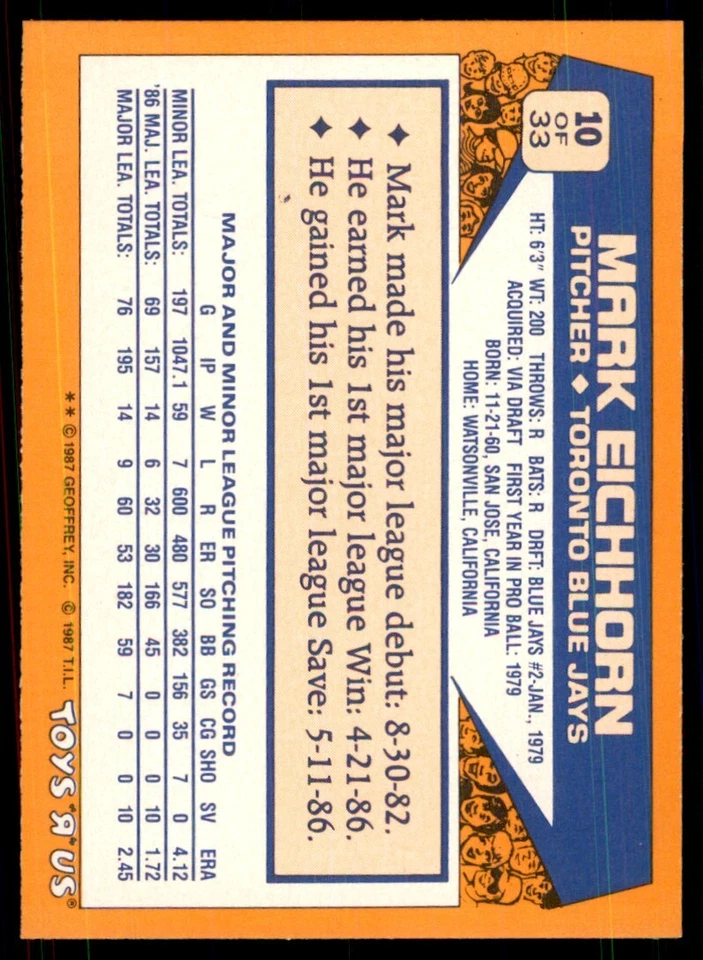 10
OF
33
MARK EICHHORN
PITCHER ♦ TORONTO BLUE JAYS
HT: 6'3" WT: 200 THROWS: R BATS: R DRFT: BLUE JAYS #2-JAN., 1979
ACQUIRED: VIA DRAFT FIRST YEAR IN PRO BALL: 1979
BORN: 11-21-60, SAN JOSE, CALIFORNIA
HOME: WATSONVILLE, CALIFORNIA
♦ Mark made his major league debut: 8-30-82.
♦ He earned his 1st major league Win: 4-21-86.
♦ He gained his 1st major league Save: 5-11-86.
MAJOR AND MINOR LEAGUE PITCHING RECORD
G IP W L R ER SO BB GS CG SHO SV ERA
MINOR LEA. TOTALS: 197 1047.1 59 7 600 480 577 382 156 35 7 0 4.12
'86 MAJ. LEA. TOTALS: 69 157 14 6 32 30 166 45 0 0 0 10 1.72
MAJOR LEA. TOTALS: 76 195 14 9 60 53 182 59 7 0 0 10 2.45
** © 1987 GEOFFREY, INC. © 1987 T.I.L. TOYS "R" US®